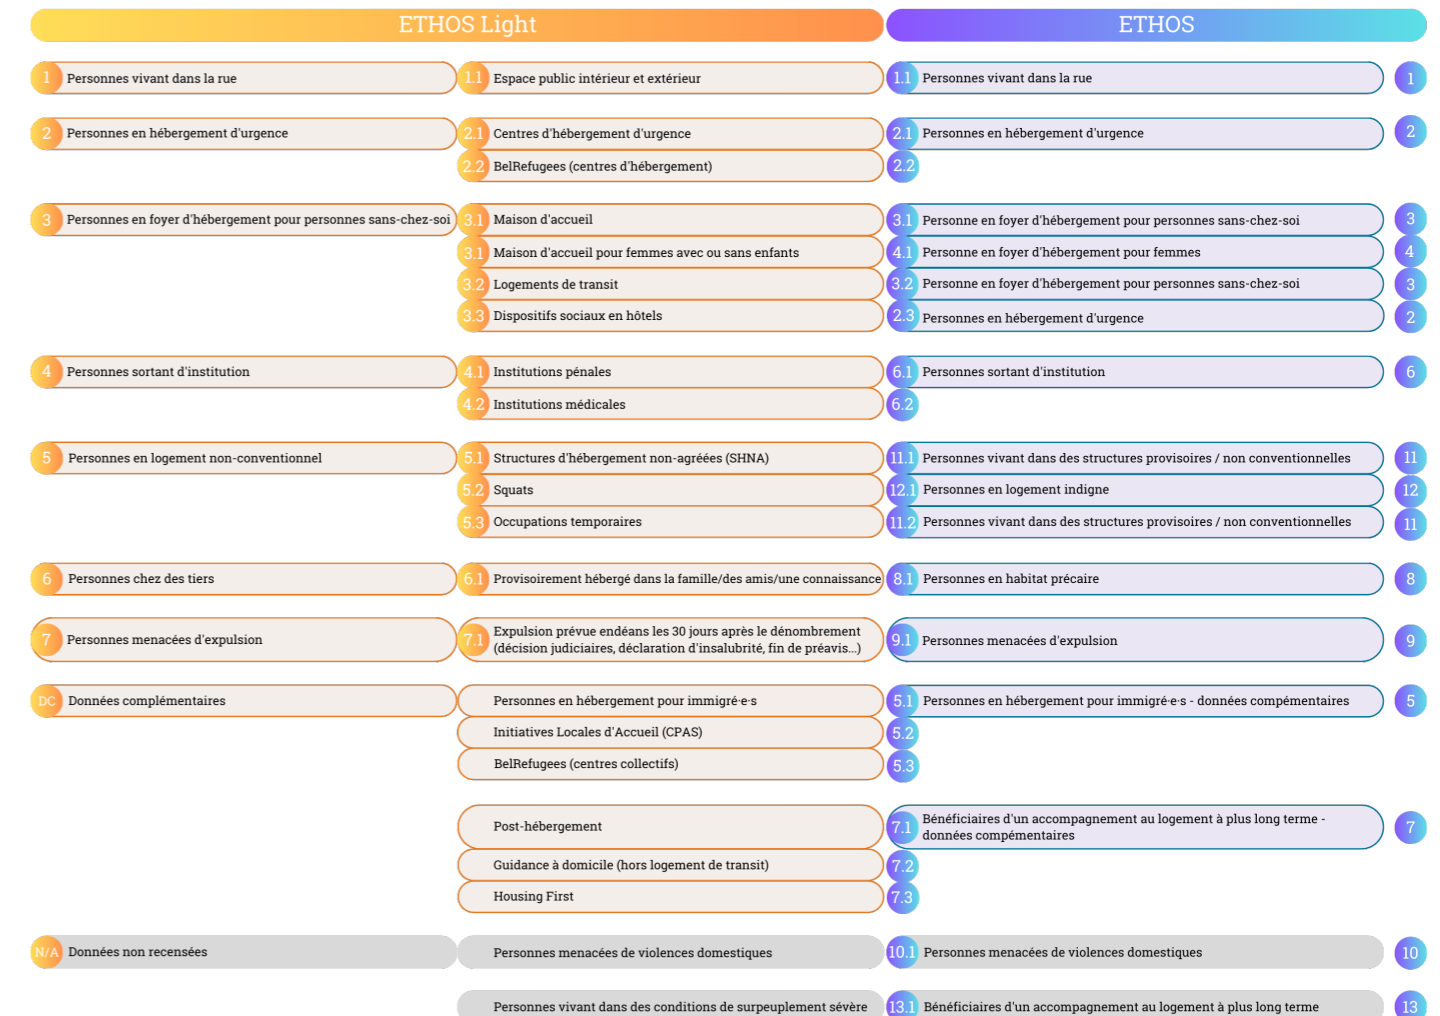 ETHOS Light
ETHOS
1 Personnes vivant dans la rue
1.1 Espace public intérieur et extérieur
1.1 Personnes vivant dans la rue
1
2 Personnes en hébergement d'urgence
2.1 Centres d'hébergement d'urgence
2.1 Personnes en hébergement d'urgence
2
2.2 BelRefugees (centres d'hébergement)
2.2
3 Personnes en foyer d'hébergement pour personnes sans-chez-soi
3.1 Maison d'accueil
3.1 Personne en foyer d'hébergement pour personnes sans-chez-soi
3
3.1 Maison d'accueil pour femmes avec ou sans enfants
4.1 Personne en foyer d'hébergement pour femmes
4
3.2 Logements de transit
3.2 Personne en foyer d'hébergement pour personnes sans-chez-soi
3
3.3 Dispositifs sociaux en hôtels
2.3 Personnes en hébergement d'urgence
2
4 Personnes sortant d'institution
4.1 Institutions pénales
6.1 Personnes sortant d'institution
6
4.2 Institutions médicales
6.2
5 Personnes en logement non-conventionnel
5.1 Structures d'hébergement non-agréées (SHNA)
11.1 Personnes vivant dans des structures provisoires / non conventionnelles
11
5.2 Squats
12.1 Personnes en logement indigne
12
5.3 Occupations temporaires
11.2 Personnes vivant dans des structures provisoires / non conventionnelles
11
6 Personnes chez des tiers
6.1 Provisoirement hébergé dans la famille/des amis/une connaissance
8.1 Personnes en habitat précaire
8
7 Personnes menacées d'expulsion
7.1 Expulsion prévue endéans les 30 jours après le dénombrement
(décision judiciaires, déclaration d'insalubrité, fin de préavis...)
9.1 Personnes menacées d'expulsion
9
DC Données complémentaires
Personnes en hébergement pour immigré·e·s
5.1 Personnes en hébergement pour immigré·e·s - données compémentaires
5
Initiatives Locales d'Accueil (CPAS)
5.2
BelRefugees (centres collectifs)
5.3
Post-hébergement
7.1 Bénéficiaires d'un accompagnement au logement à plus long terme -
données compémentaires
7
Guidance à domicile (hors logement de transit)
7.2
Housing First
7.3
N/A Données non recensées
Personnes menacées de violences domestiques
10.1 Personnes menacées de violences domestiques
10
Personnes vivant dans des conditions de surpeuplement sévère
13.1 Bénéficiaires d'un accompagnement au logement à plus long terme
13